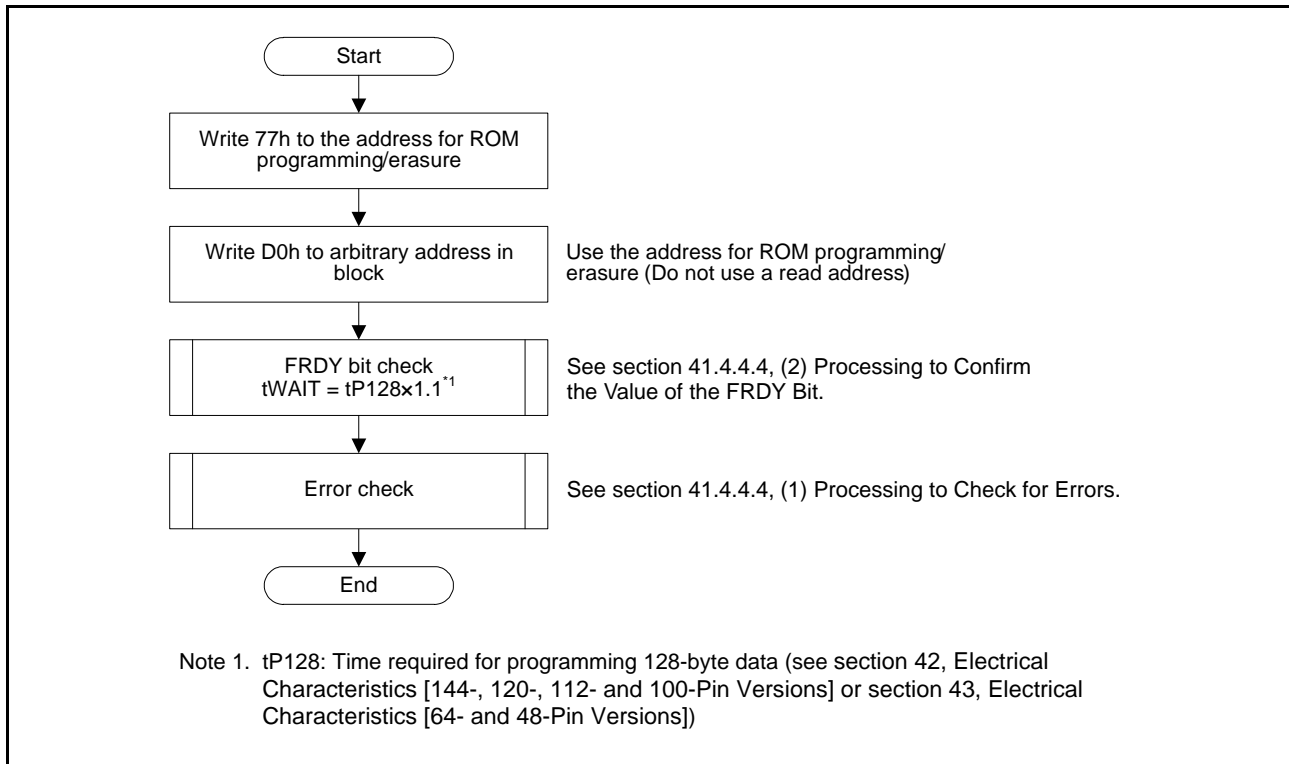 Start
Write 77h to the address for ROM
programming/erasure
Write D0h to arbitrary address in
block
Use the address for ROM programming/
erasure (Do not use a read address)
FRDY bit check
tWAIT = tP128×1.1*1
See section 41.4.4.4, (2) Processing to Confirm
the Value of the FRDY Bit.
Error check
See section 41.4.4.4, (1) Processing to Check for Errors.
End
Note 1. tP128: Time required for programming 128-byte data (see section 42, Electrical
Characteristics [144-, 120-, 112- and 100-Pin Versions] or section 43, Electrical
Characteristics [64- and 48-Pin Versions])